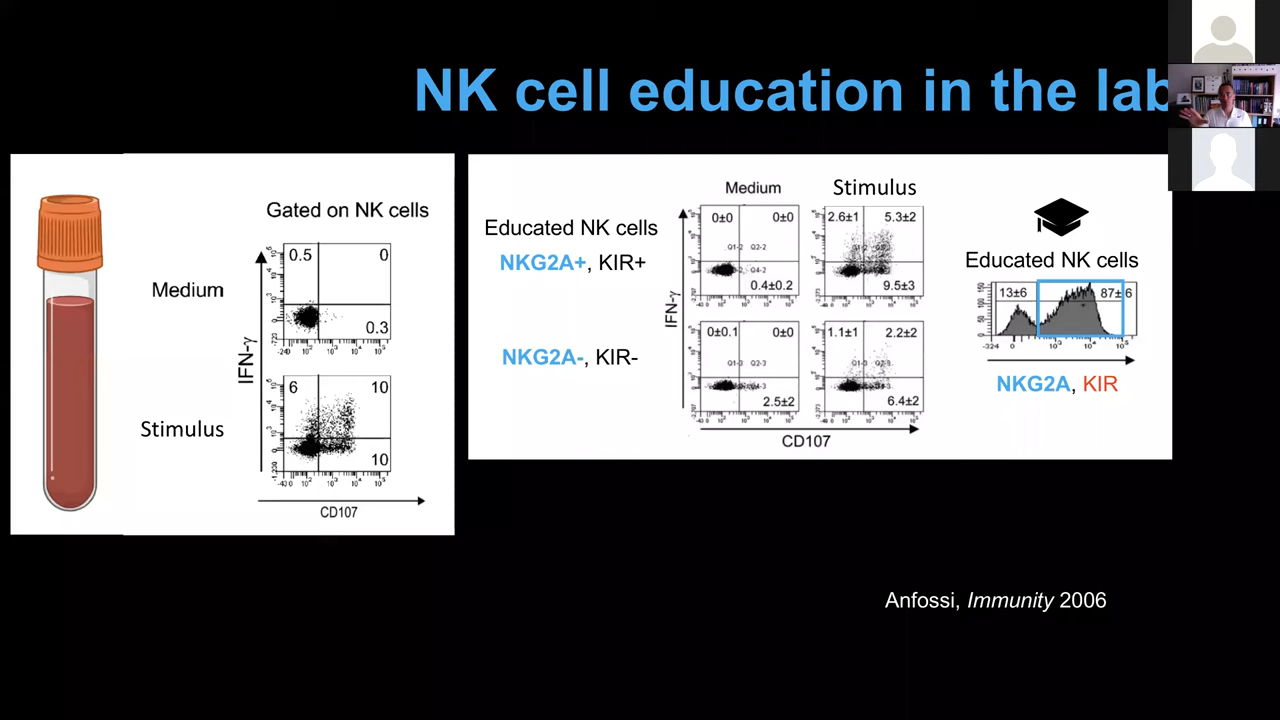 NK cell education in the lab
Gated on NK cells
Medium
0.5
0
0.3
IFN-γ
Stimulus
6
10
10
CD107
Medium
Stimulus
Educated NK cells
NKG2A+, KIR+
0±0
0±0
0.4±0.2
2.6±1
5.3±2
9.5±3
IFN-γ
NKG2A-, KIR-
0±0.1
0±0
2.5±2
1.1±1
2.2±2
6.4±2
CD107
Educated NK cells
13±6
87±6
NKG2A, KIR
Anfossi, Immunity 2006